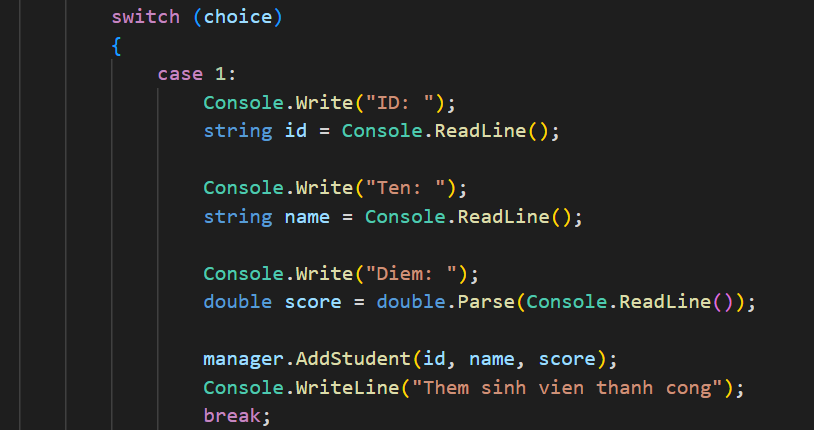 switch (choice)
{
case 1:
Console.Write("ID: ");
string id = Console.ReadLine();
Console.Write("Ten: ");
string name = Console.ReadLine();
Console.Write("Diem: ");
double score = double.Parse(Console.ReadLine());
manager.AddStudent(id, name, score);
Console.WriteLine("Them sinh vien thanh cong");
break;